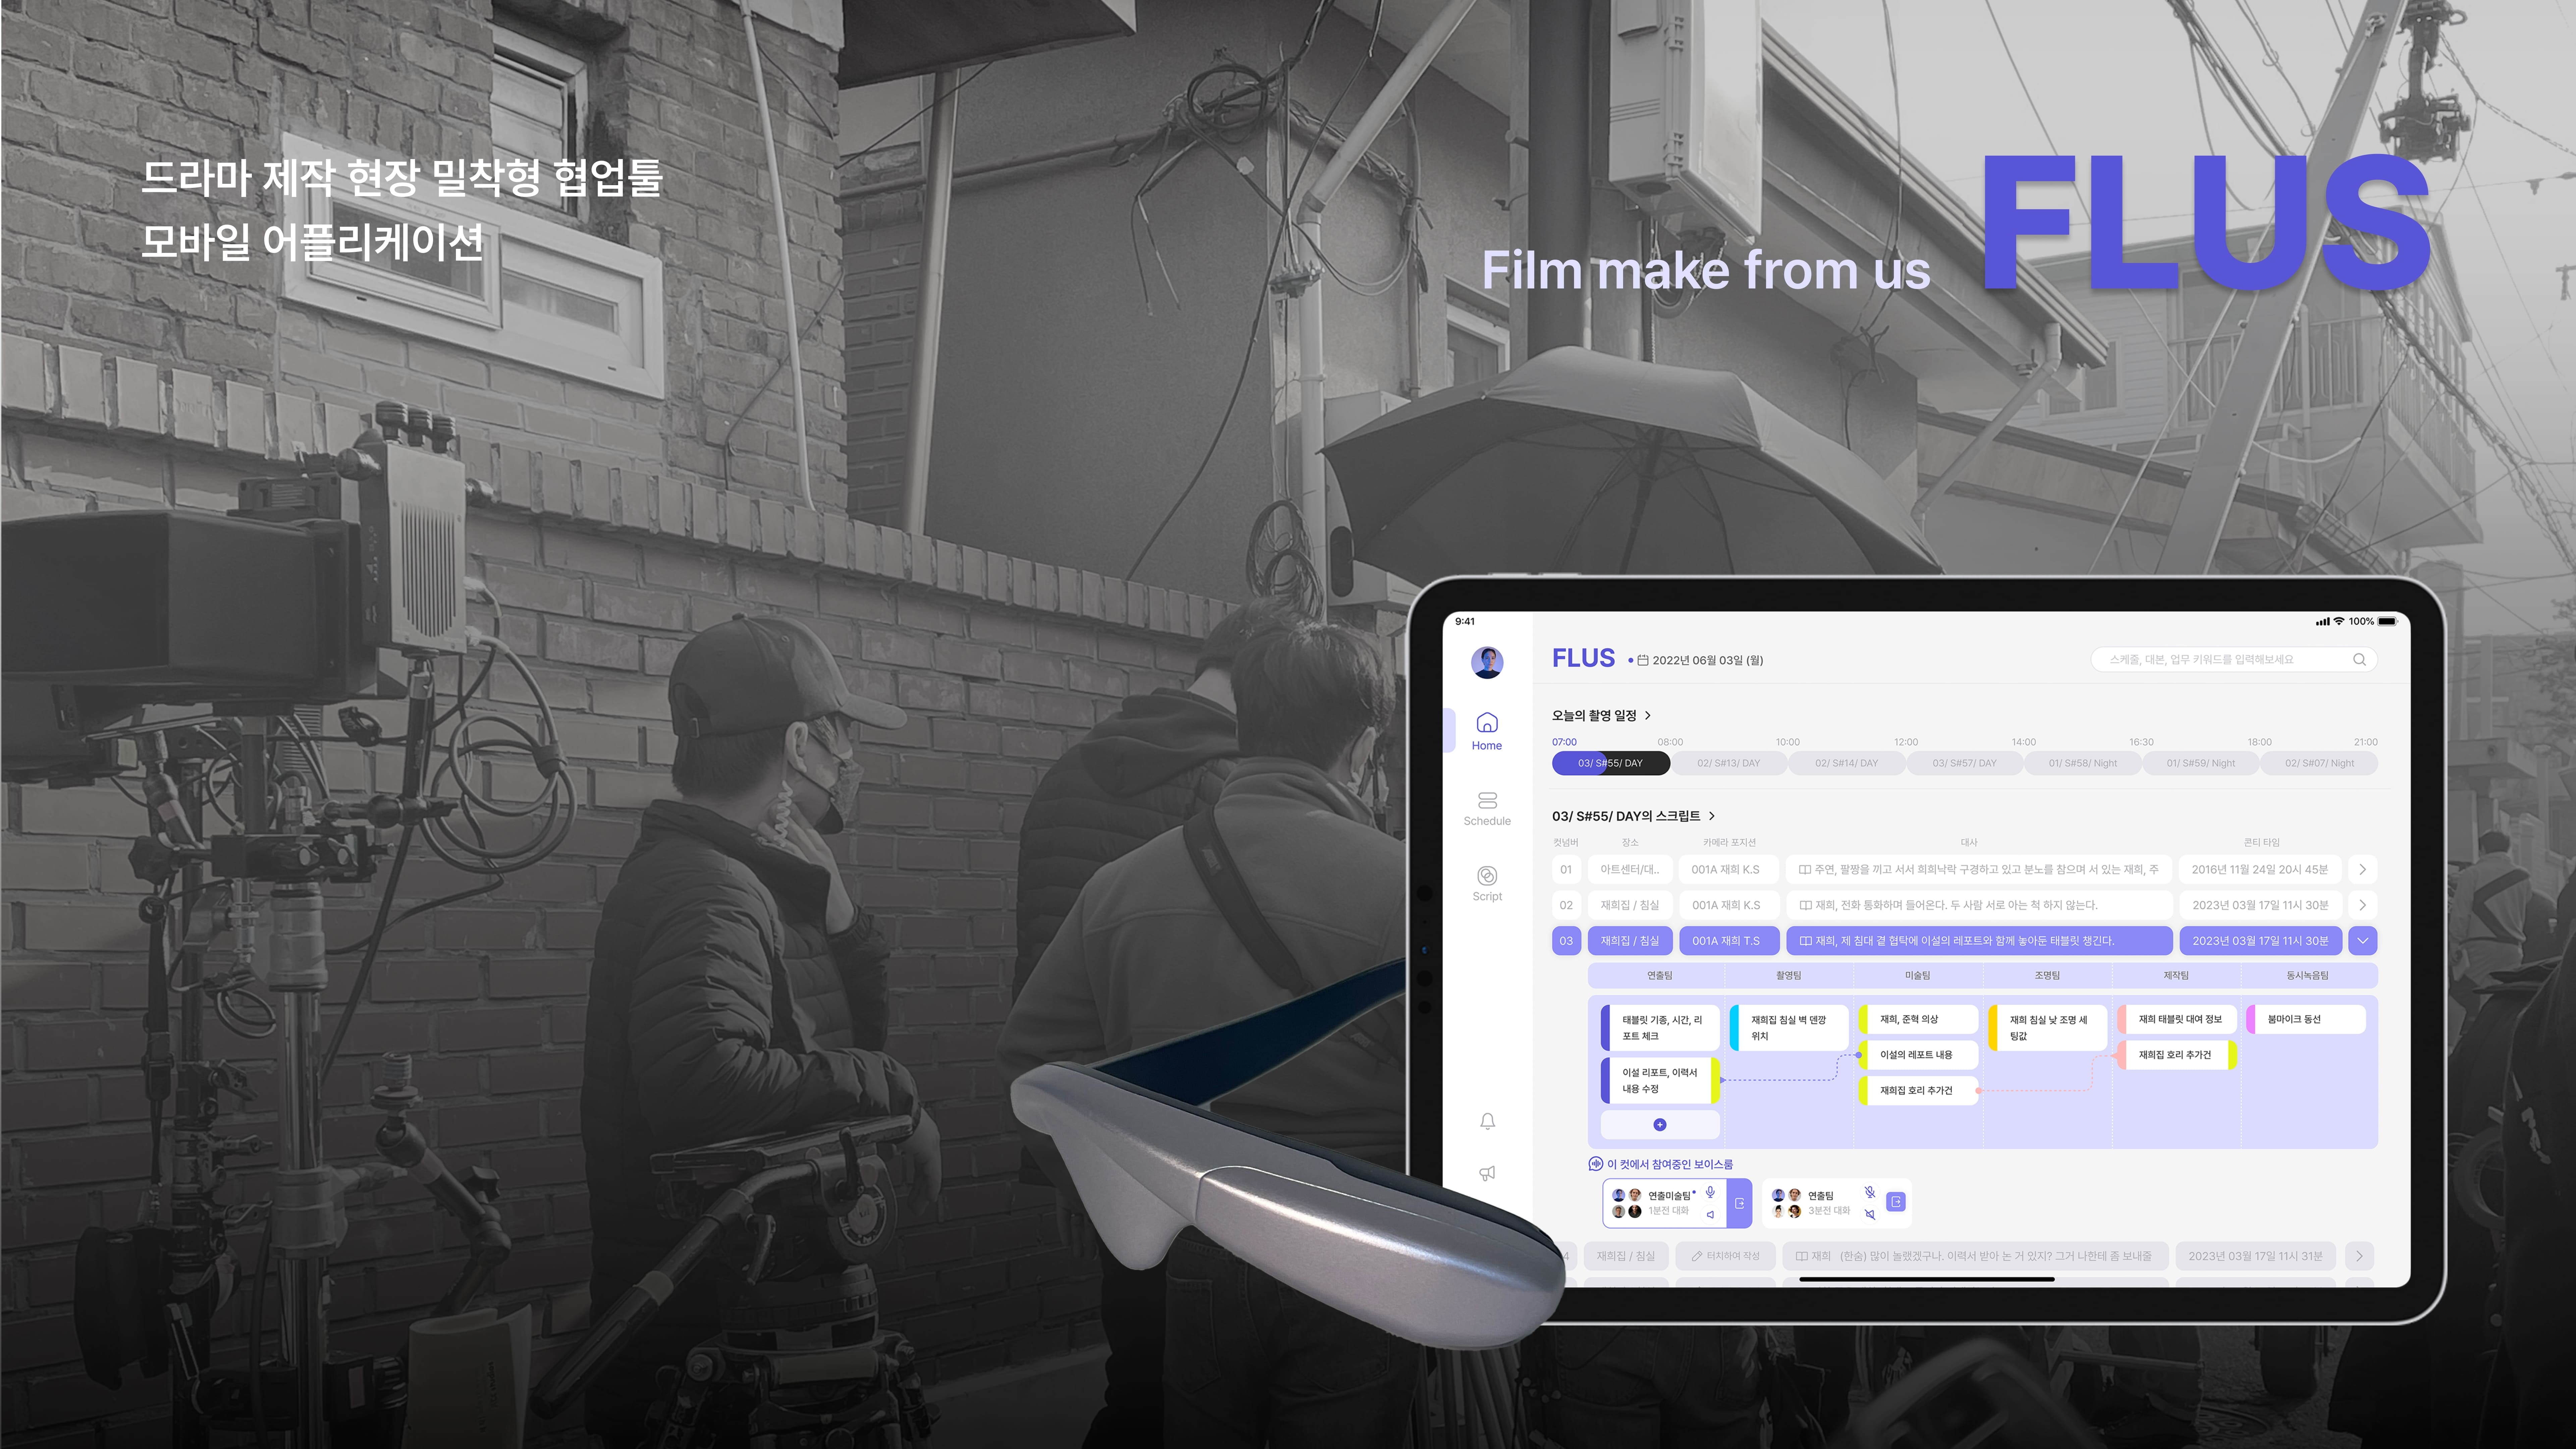 드라마 제작 현장 밀착형 협업툴
모바일 어플리케이션
Film make from us
FLUS
9:41
100%
FLUS
2022년 06월 03일 (월)
스케줄, 대본, 업무 키워드를 입력해보세요
Home
Schedule
Script
오늘의 촬영 일정
07:00 08:00 10:00 12:00 14:00 16:30 18:00 21:00
03/ S#55/ DAY 02/ S#13/ DAY 02/ S#14/ DAY 03/ S#57/ DAY 01/ S#58/ Night 01/ S#59/ Night 02/ S#07/ Night
03/ S#55/ DAY의 스크립트
컷넘버 장소 카메라 포지션 대사 콘티 타임
01 아트센터/대.. 001A 재희 K.S 주연, 팔짱을 끼고 서서 희희낙락 구경하고 있고 분노를 참으며 서 있는 재희, 주 2016년 11월 24일 20시 45분
02 재희집 / 침실 001A 재희 K.S 재희, 전화 통화하며 들어온다. 두 사람 서로 아는 척 하지 않는다. 2023년 03월 17일 11시 30분
03 재희집 / 침실 001A 재희 T.S 재희, 제 침대 곁 협탁에 이설의 레포트와 함께 놓아둔 태블릿 챙긴다. 2023년 03월 17일 11시 30분
연출팀 촬영팀 미술팀 조명팀 제작팀 동시녹음팀
태블릿 기종, 시간, 리
포트 체크
이설 리포트, 이력서
내용 수정
재희집 침실 벽 덴깡
위치
재희, 준혁 의상
이설의 레포트 내용
재희집 호리 추가건
재희 침실 낮 조명 세
팅값
재희 태블릿 대여 정보
재희집 호리 추가건
붐마이크 동선
이 컷에서 참여중인 보이스룸
연출미술팀
1분전 대화
연출팀
3분전 대화
4 재희집 / 침실 터치하여 작성 재희 (한숨) 많이 놀랬겠구나. 이력서 받아 논 거 있지? 그거 나한테 좀 보내줄 2023년 03월 17일 11시 31분